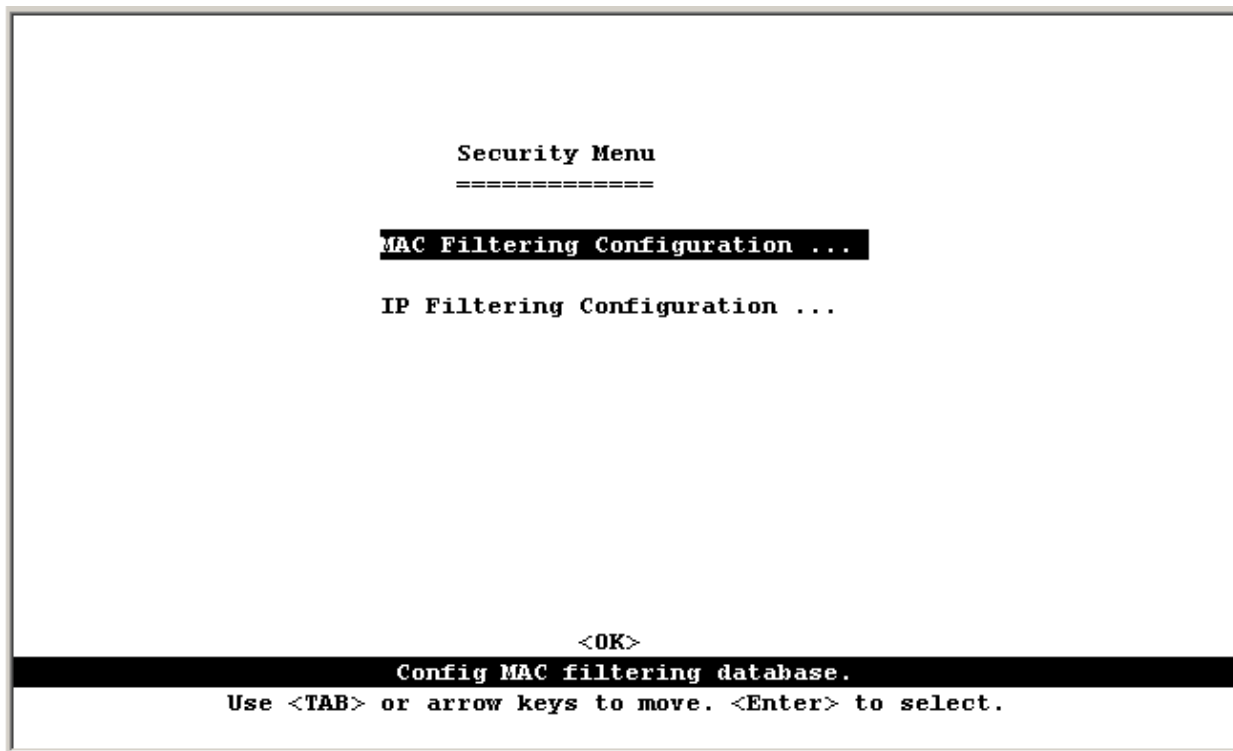 Security Menu
=============
MAC Filtering Configuration ...
IP Filtering Configuration ...
<OK>
Config MAC filtering database.
Use <TAB> or arrow keys to move. <Enter> to select.